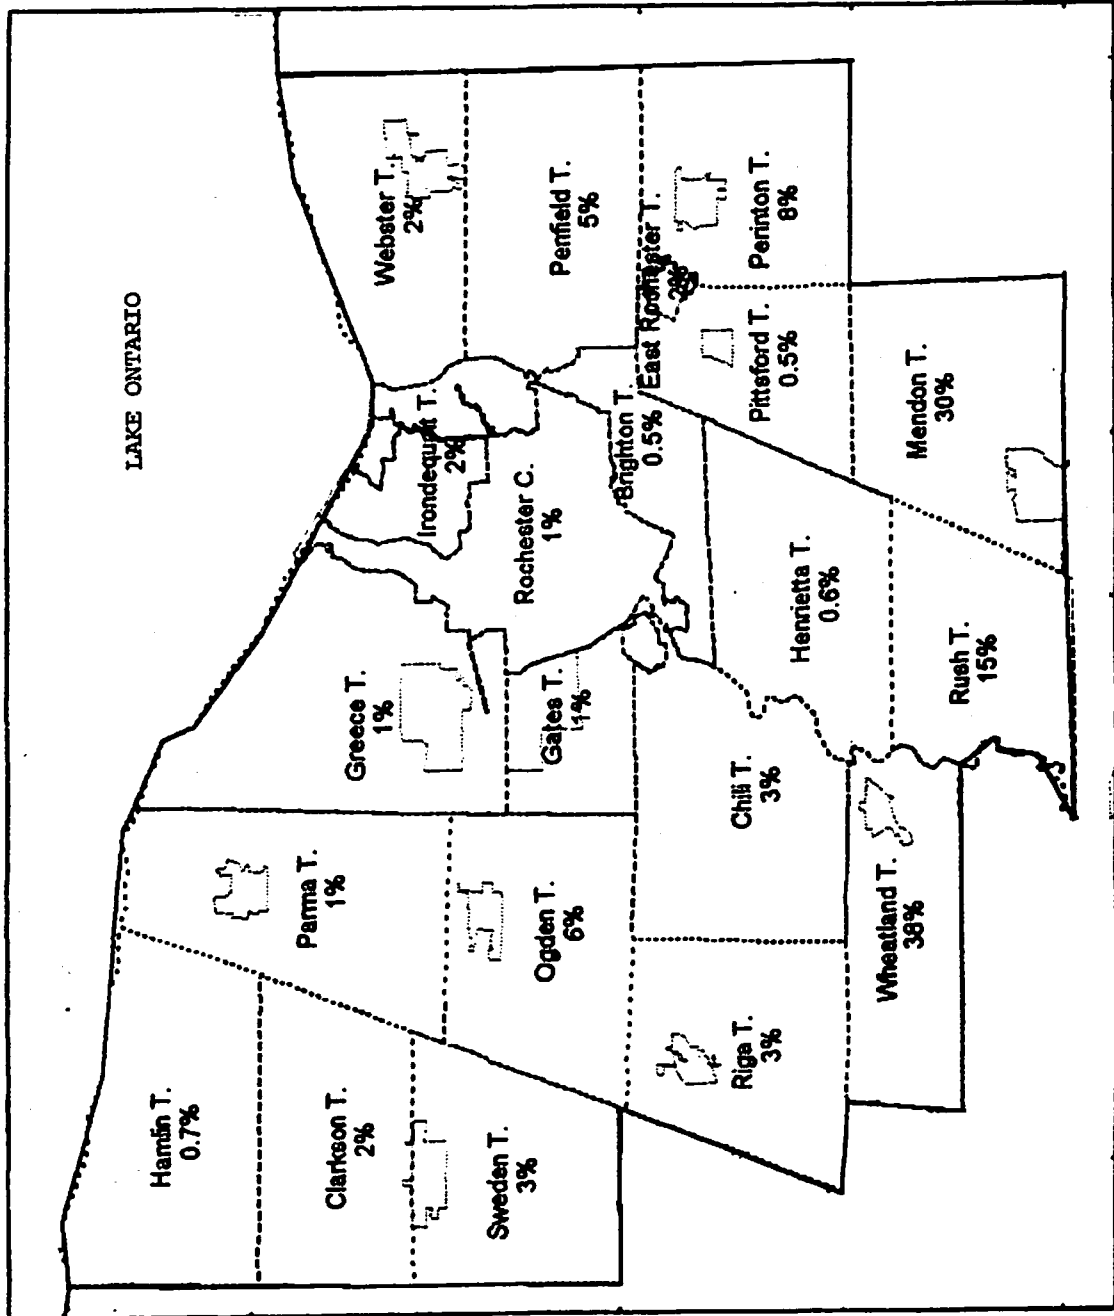 LAKE ONTARIO
Hamlin T.
0.7%
Clarkson T.
2%
Sweden T.
3%
Parma T.
1%
Ogden T.
6%
Riga T.
3%
Wheatland T.
38%
Chili T.
3%
Greece T.
1%
Gates T.
1%
Rochester C.
1%
Irondequoit T.
2%
Brighton T.
0.5%
Henrietta T.
0.6%
Rush T.
15%
Mendon T.
30%
Pittsford T.
0.5%
East Rochester T.
2%
Perinton T.
8%
Penfield T.
5%
Webster T.
2%